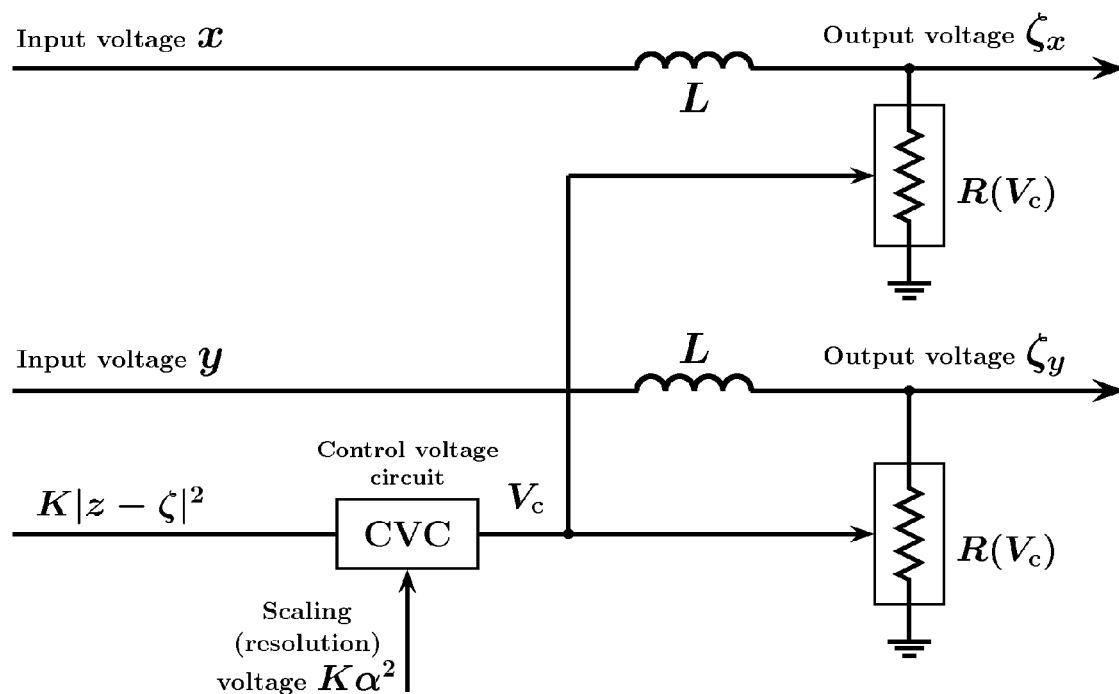 Input voltage x
Output voltage ζx
L
R(Vc)
Input voltage y
L
Output voltage ζy
Control voltage
circuit
K|z − ζ|²
CVC
Vc
R(Vc)
Scaling
(resolution)
voltage Kα²